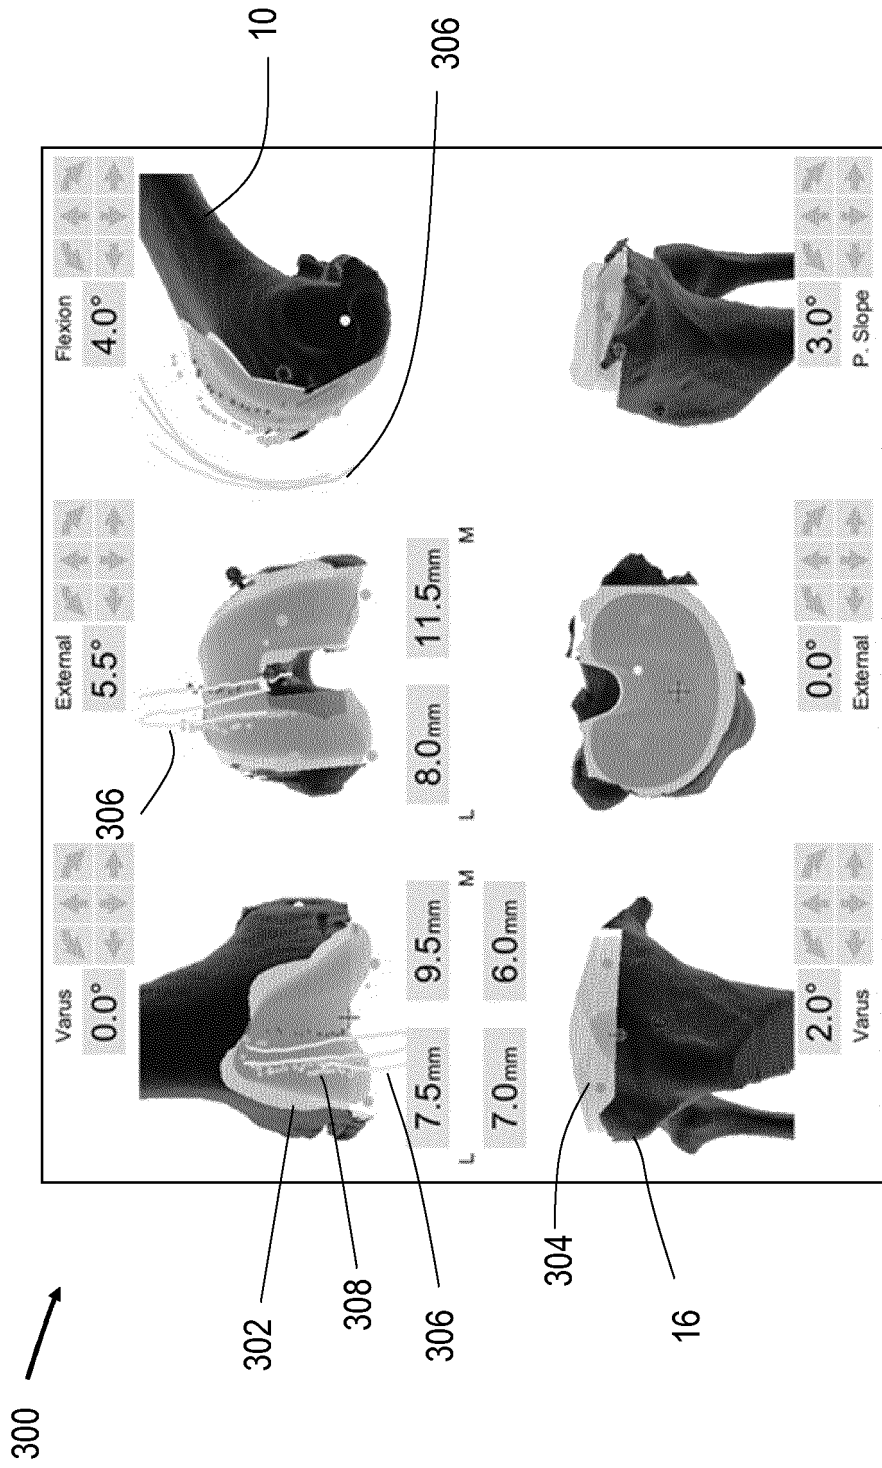 300
Varus External Flexion
0.0° 5.5° 4.0°
306
302
10
308
306 7.5mm 9.5mm 8.0mm 11.5mm 306
L M L M
7.0mm 6.0mm
304
16
2.0° 0.0° 3.0°
Varus External P. Slope